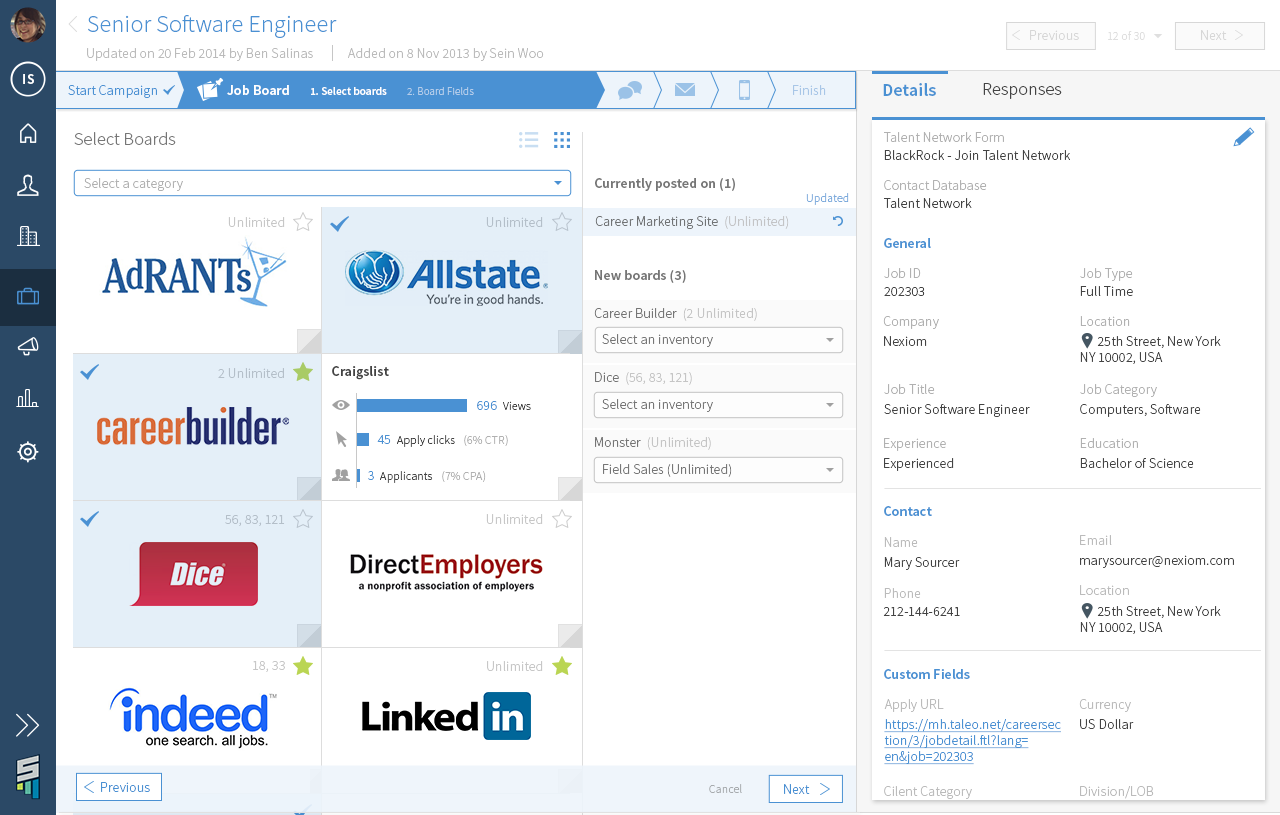 Senior Software Engineer
Updated on 20 Feb 2014 by Ben Salinas
Added on 8 Nov 2013 by Sein Woo
Previous
12 of 30
Next
IS
Start Campaign
Job Board
1. Select boards
2. Board Fields
Finish
Select Boards
Select a category
Unlimited
AdRANTs
Unlimited
Allstate®
You're in good hands.
2 Unlimited
careerbuilder®
Craigslist
696 Views
45 Apply clicks (6% CTR)
3 Applicants (7% CPA)
56, 83, 121
Dice
Unlimited
DirectEmployers
a nonprofit association of employers
18, 33
indeed™
one search. all jobs.
Unlimited
Linked in
Previous
Cancel
Next
Currently posted on (1)
Updated
Career Marketing Site (Unlimited)
New boards (3)
Career Builder (2 Unlimited)
Select an inventory
Dice (56, 83, 121)
Select an inventory
Monster (Unlimited)
Field Sales (Unlimited)
Details
Responses
Talent Network Form
BlackRock - Join Talent Network
Contact Database
Talent Network
General
Job ID
202303
Job Type
Full Time
Company
Nexiom
Location
25th Street, New York
NY 10002, USA
Job Title
Senior Software Engineer
Job Category
Computers, Software
Experience
Experienced
Education
Bachelor of Science
Contact
Name
Mary Sourcer
Email
marysourcer@nexiom.com
Phone
212-144-6241
Location
25th Street, New York
NY 10002, USA
Custom Fields
Apply URL
https://mh.taleo.net/careersec
tion/3/jobdetail.ftl?lang=
en&job=202303
Currency
US Dollar
Cilent Category
Division/LOB